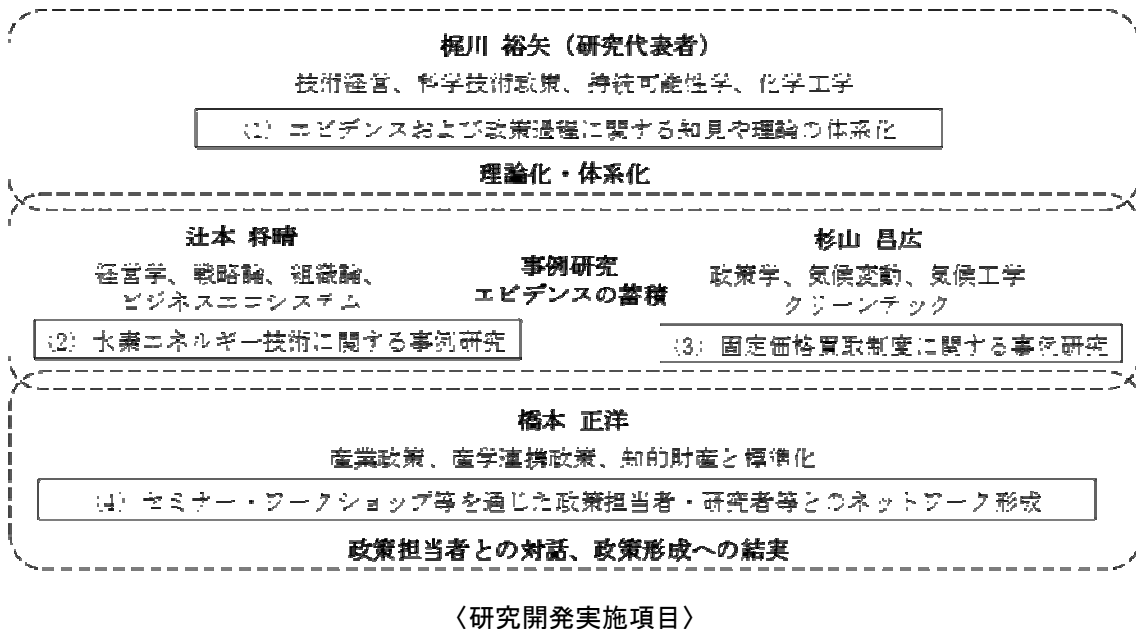 梶川 裕矢（研究代表者）
技術経営、科学技術政策、持続可能性学、化学工学
(1) エビデンスおよび政策過程に関する知見や理論の体系化
理論化・体系化
辻本 将晴
経営学、戦略論、組織論、
ビジネスエコシステム
(2) 水素エネルギー技術に関する事例研究
事例研究
エビデンスの蓄積
杉山 昌広
政策学、気候変動、気候工学
クリーンテック
(3) 固定価格買取制度に関する事例研究
橋本 正洋
産業政策、産学連携政策、知的財産と標準化
(4) セミナー・ワークショップ等を通じた政策担当者・研究者等とのネットワーク形成
政策担当者との対話、政策形成への結実
〈研究開発実施項目〉